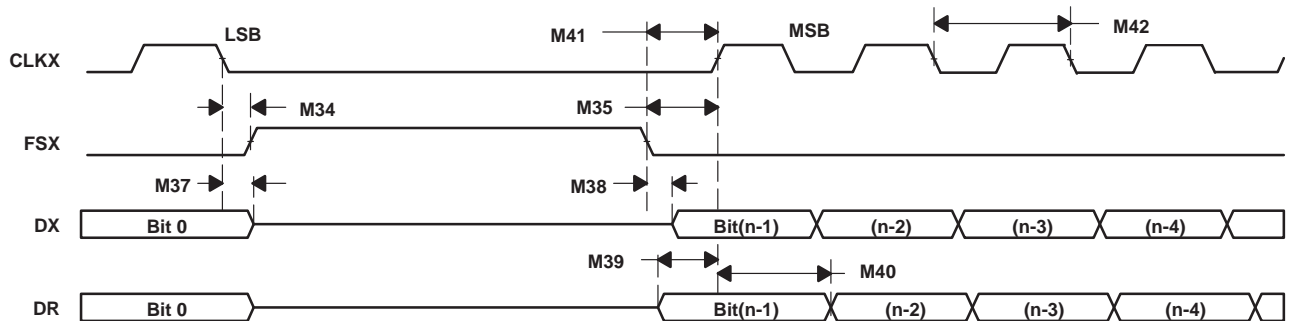 LSB
M41
MSB
M42
CLKX
M34
M35
FSX
M37
M38
DX
Bit 0
Bit(n-1)
(n-2)
(n-3)
(n-4)
M39
M40
DR
Bit 0
Bit(n-1)
(n-2)
(n-3)
(n-4)